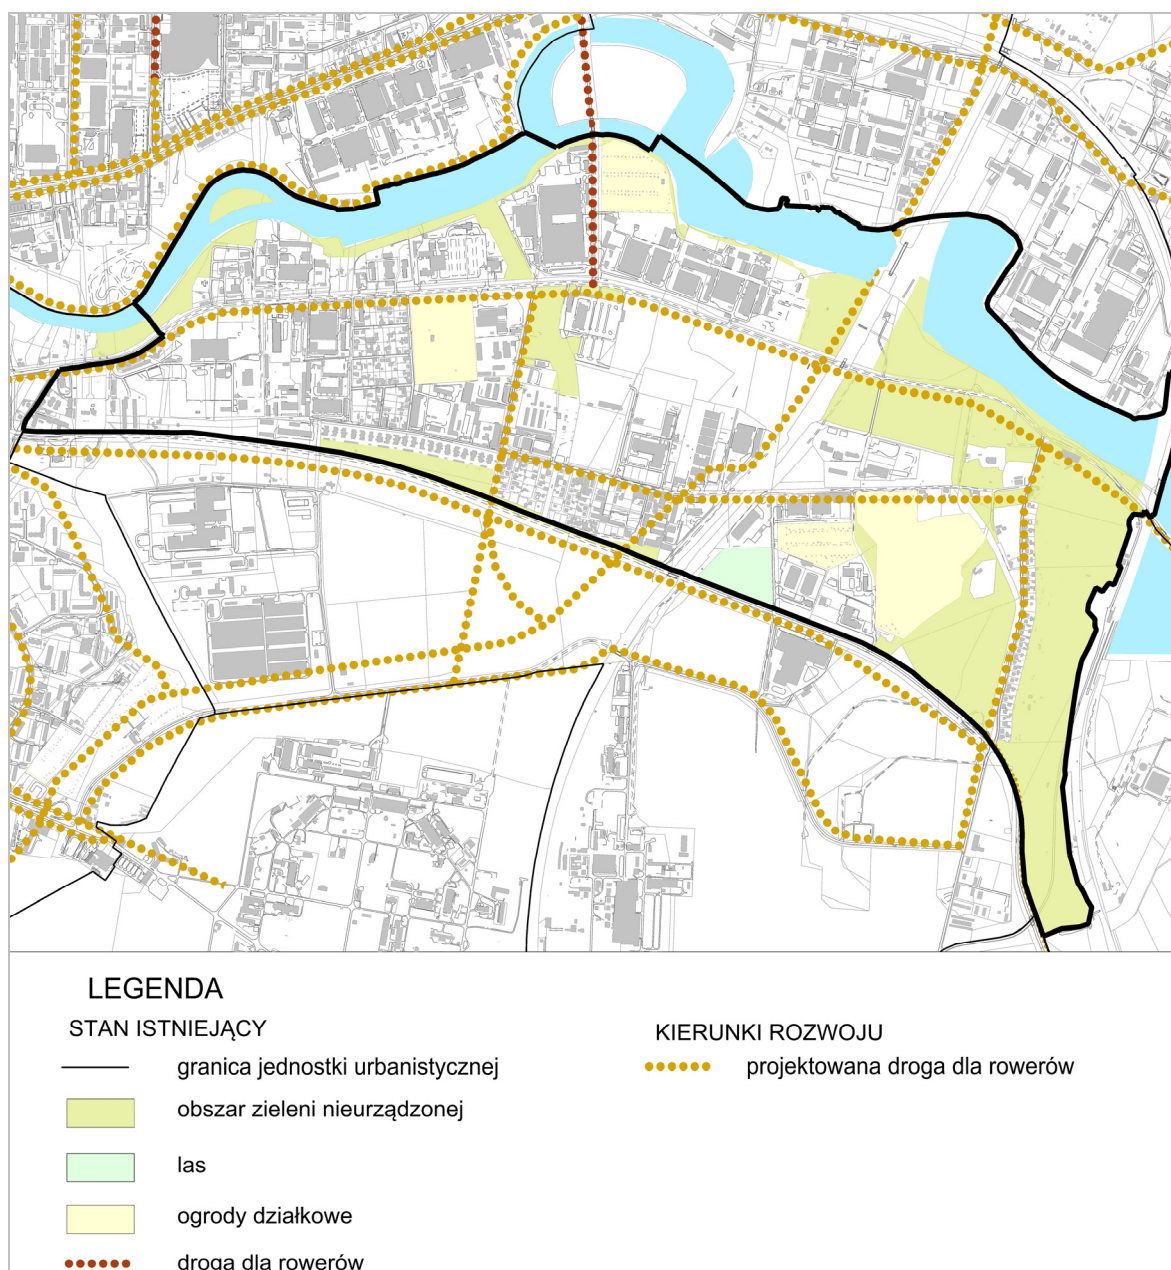 LEGENDA
STAN ISTNIEJĄCY
granica jednostki urbanistycznej
obszar zieleni nieurządzonej
las
ogrody działkowe
droga dla rowerów
KIERUNKI ROZWOJU
projektowana droga dla rowerów